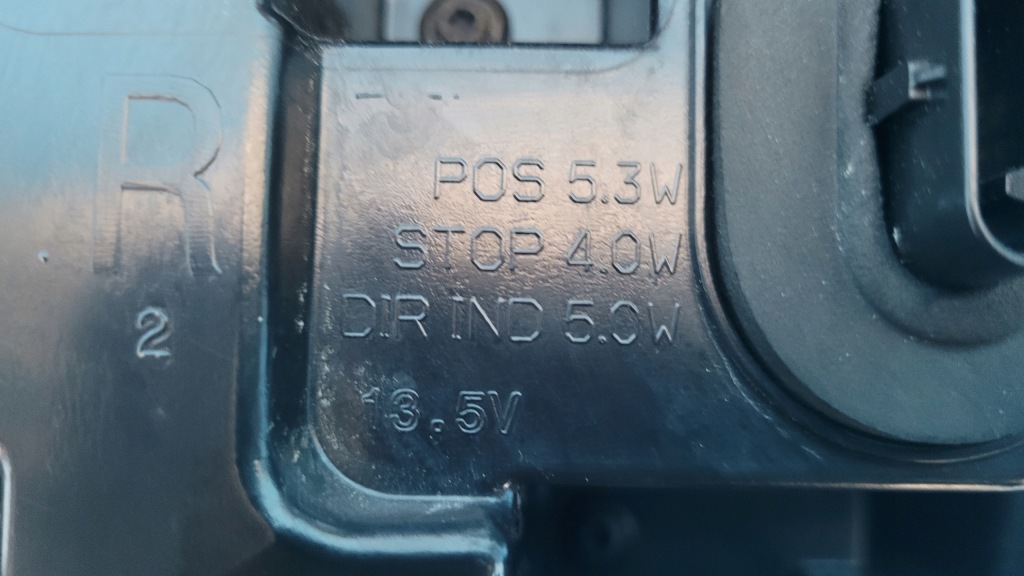 R
2
POS 5.3W
STOP 4.0W
DIR IND 5.0W
13.5V